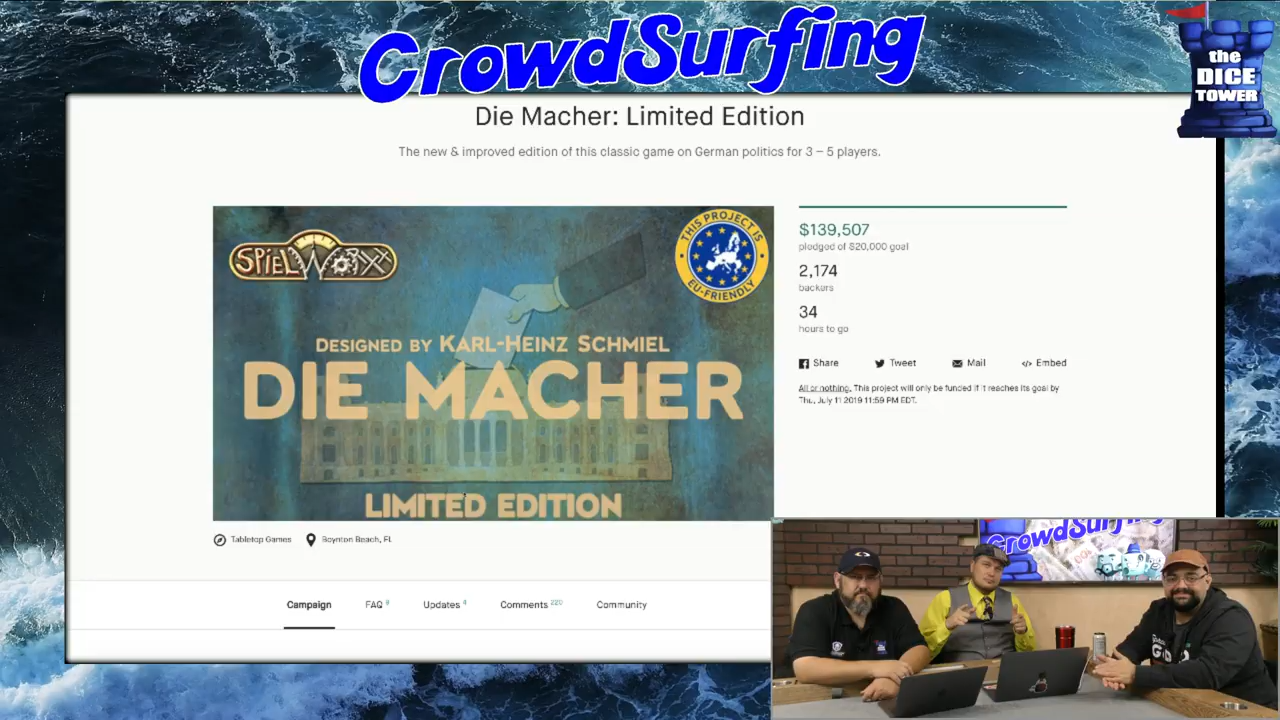 CrowdSurfing
the
DICE
TOWER
Die Macher: Limited Edition
The new & improved edition of this classic game on German politics for 3 – 5 players.
SPIELWORXX
THIS PROJECT IS
EU-FRIENDLY
DESIGNED BY KARL-HEINZ SCHMIEL
DIE MACHER
LIMITED EDITION
$139,507
pledged of $20,000 goal
2,174
backers
34
hours to go
Share
Tweet
Mail
Embed
All or nothing. This project will only be funded if it reaches its goal by
Thu, July 11 2019 11:59 PM EDT.
Tabletop Games
Boynton Beach, FL
Campaign
FAQ 9
Updates 4
Comments 220
Community
CrowdSurfing